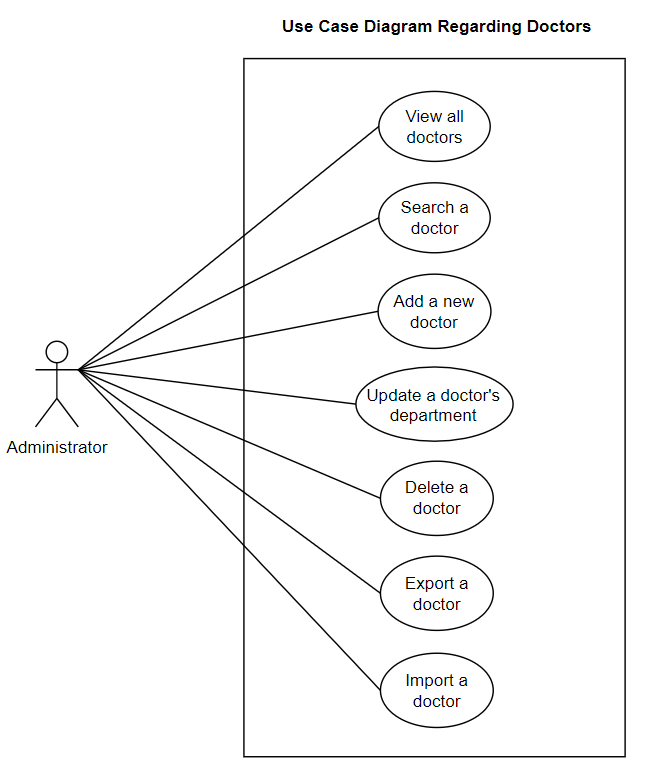 Use Case Diagram Regarding Doctors
View all
doctors
Search a
doctor
Add a new
doctor
Update a doctor's
department
Delete a
doctor
Export a
doctor
Import a
doctor
Administrator